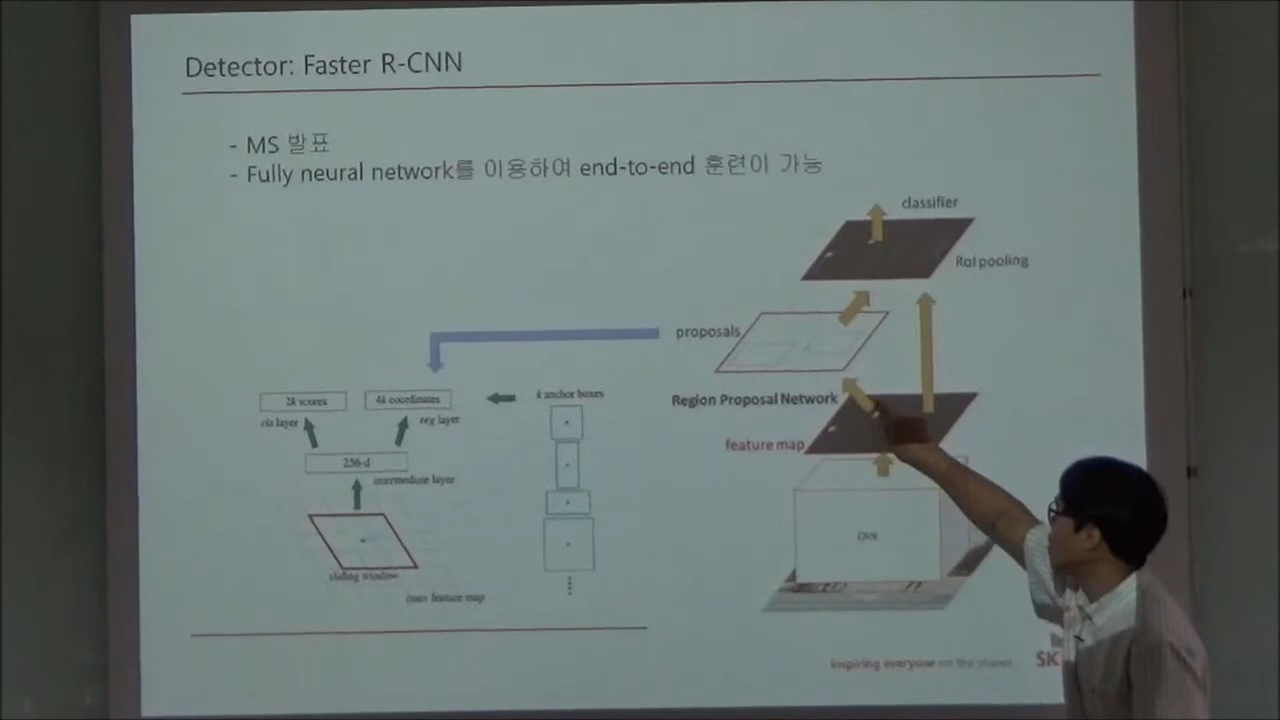 Detector: Faster R-CNN
- MS 발표
- Fully neural network를 이용하여 end-to-end 훈련이 가능
classifier
RoI pooling
proposals
Region Proposal Network
feature map
CNN
2k scores
4k coordinates
k anchor boxes
cls layer
reg layer
256-d
intermediate layer
sliding window
conv feature map
inspiring everyone on the planet
SK